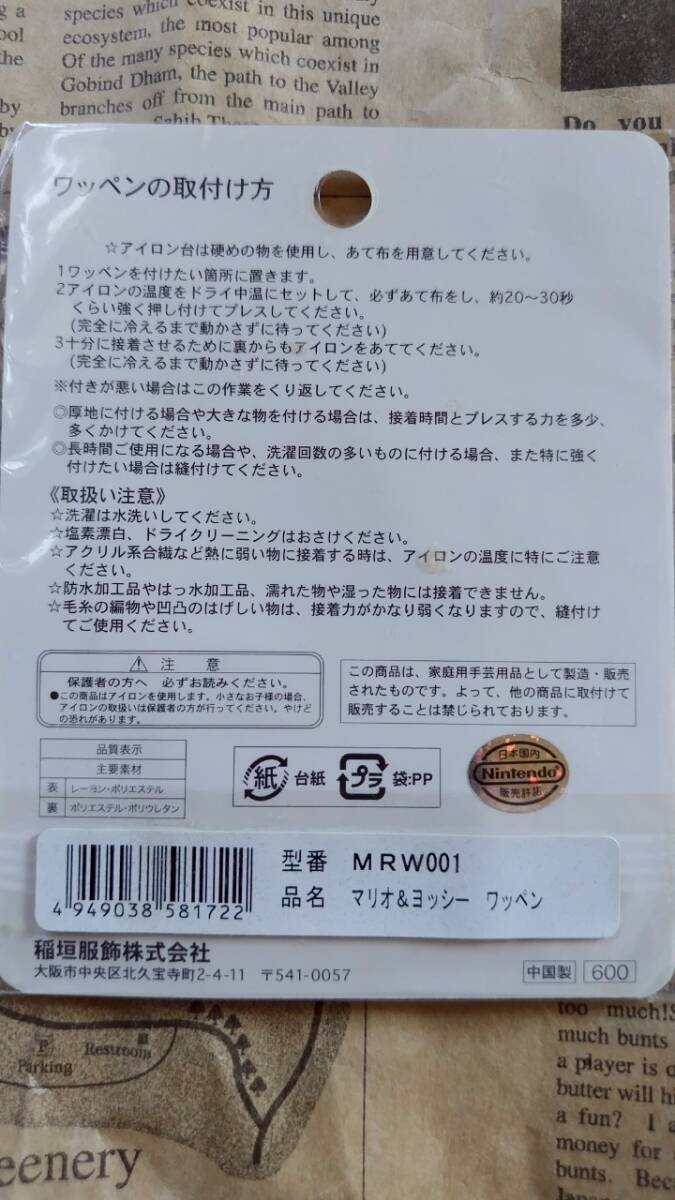 species which coexist in this unique
ecosystem, the most popular among
Of the many species which coexist in
Gobind Dham, the path to the Valley
branches off from the main path to
the
by
Do you
ワッペンの取付け方
☆アイロン台は硬めの物を使用し、あて布を用意してください。
1ワッペンを付けたい箇所に置きます。
2アイロンの温度をドライ中温にセットして、必ずあて布をし、約20〜30秒
くらい強く押し付けてプレスしてください。
(完全に冷えるまで動かさずに待ってください)
3十分に接着させるために裏からもアイロンをあててください。
(完全に冷えるまで動かさずに待ってください)
※付きが悪い場合はこの作業をくり返してください。
◎厚地に付ける場合や大きな物を付ける場合は、接着時間とプレスする力を多少、
多くかけてください。
◎長時間ご使用になる場合や、洗濯回数の多いものに付ける場合、また特に強く
付けたい場合は縫付けてください。
《取扱い注意》
☆洗濯は水洗いしてください。
☆塩素漂白、ドライクリーニングはおさけください。
☆アクリル系合繊など熱に弱い物に接着する時は、アイロンの温度に特にご注意
ください。
☆防水加工品やはっ水加工品、濡れた物や湿った物には接着できません。
☆毛糸の編物や凹凸のはげしい物は、接着力がかなり弱くなりますので、縫付け
てご使用ください。
⚠ 注 意
保護者の方へ 必ずお読みください。
●この商品はアイロンを使用します。小さなお子様の場合、
アイロンの取扱いは保護者の方が行ってください。やけど
の恐れがあります。
この商品は、家庭用手芸用品として製造・販売
されたものです。よって、他の商品に取付けて
販売することは禁じられております。
品質表示
主要素材
表 レーヨン・ポリエステル
裏 ポリエステル・ポリウレタン
紙 台紙 プラ 袋:PP
日本国内
Nintendo
販売許諾
型番 MRW001
品名 マリオ&ヨッシー ワッペン
4 949038 581722
稲垣服飾株式会社
大阪市中央区北久宝寺町2-4-11 〒541-0057
中国製 600
P
Parking
Restroom
eenery
too much!S
much bunts
a player is
butter will
a fun? I
money for
bunts.